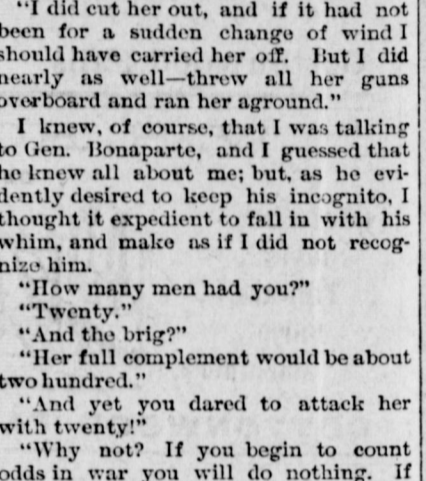 "I did cut her out, and if it had not
been for a sudden change of wind I
should have carried her off. But I did
nearly as well—threw all her guns
overboard and ran her aground."
I knew, of course, that I was talking
to Gen. Bonaparte, and I guessed that
he knew all about me; but, as he evi-
dently desired to keep his incognito, I
thought it expedient to fall in with his
whim, and make as if I did not recog-
nize him.
"How many men had you?"
"Twenty."
"And the brig?"
"Her full complement would be about
two hundred."
"And yet you dared to attack her
with twenty!"
"Why not? If you begin to count
odds in war you will do nothing. If